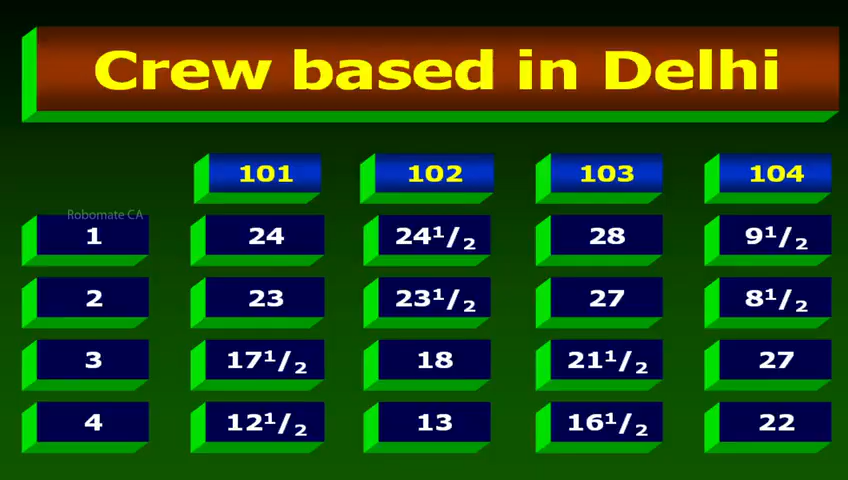 Crew based in Delhi
101 102 103 104
Robomate CA
1 24 24¹/₂ 28 9¹/₂
2 23 23¹/₂ 27 8¹/₂
3 17¹/₂ 18 21¹/₂ 27
4 12¹/₂ 13 16¹/₂ 22